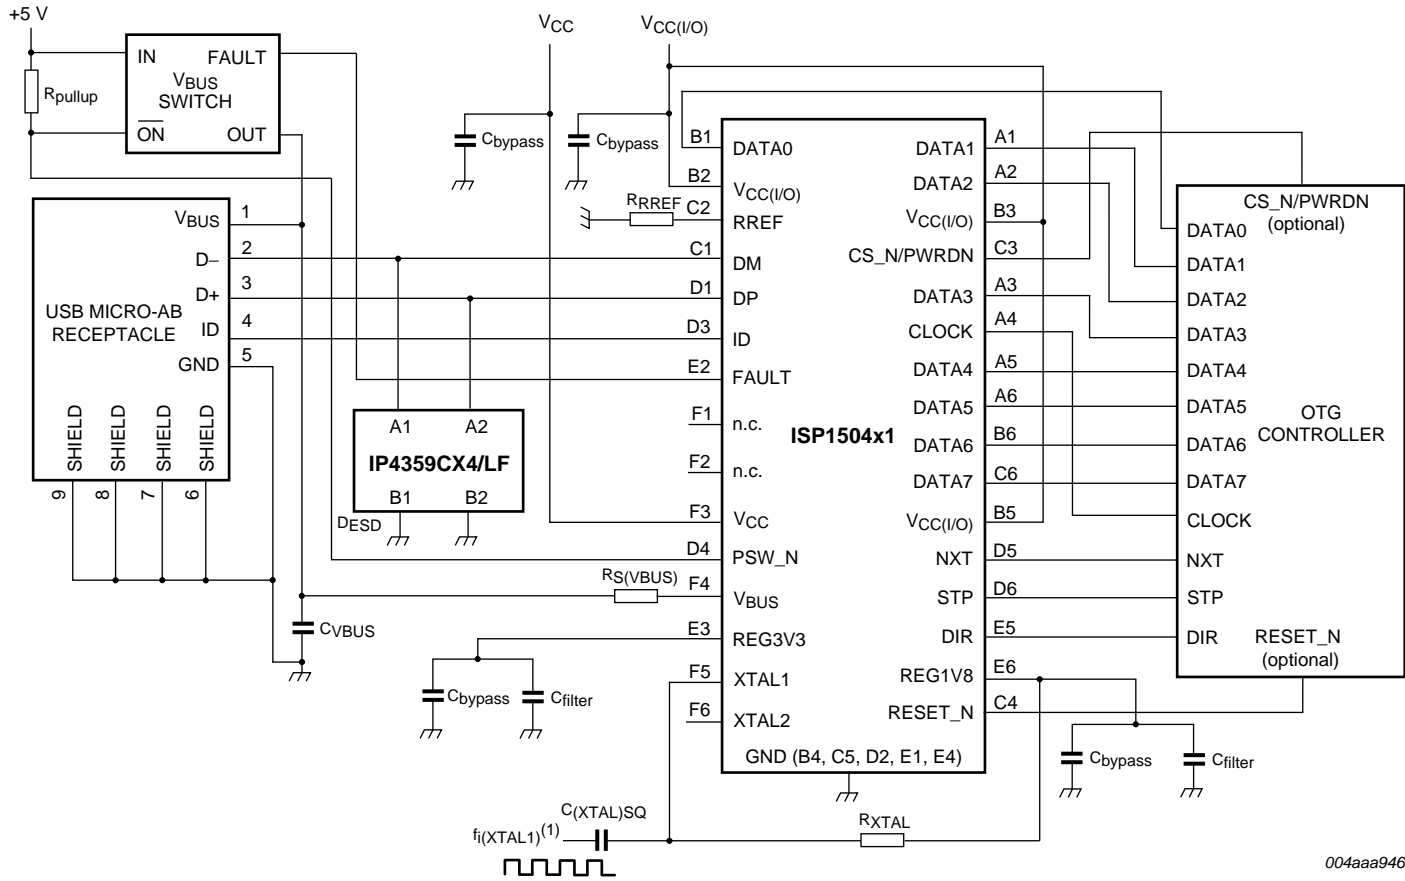 +5 V
Rpullup
IN
FAULT
VBUS
SWITCH
ON
OUT
VCC
VCC(I/O)
Cbypass
Cbypass
USB MICRO-AB
RECEPTACLE
VBUS
1
D−
2
D+
3
ID
4
GND
5
SHIELD
SHIELD
SHIELD
SHIELD
9
8
7
6
CVBUS
A1
A2
IP4359CX4/LF
B1
B2
DESD
RRREF
RS(VBUS)
Cbypass
Cfilter
B1
DATA0
B2
VCC(I/O)
C2
RREF
C1
DM
D1
DP
D3
ID
E2
FAULT
F1
n.c.
F2
n.c.
F3
VCC
D4
PSW_N
F4
VBUS
E3
REG3V3
F5
XTAL1
F6
XTAL2
ISP1504x1
GND (B4, C5, D2, E1, E4)
DATA1
A1
DATA2
A2
VCC(I/O)
B3
CS_N/PWRDN
C3
DATA3
A3
CLOCK
A4
DATA4
A5
DATA5
A6
DATA6
B6
DATA7
C6
VCC(I/O)
B5
NXT
D5
STP
D6
DIR
E5
REG1V8
E6
RESET_N
C4
CS_N/PWRDN
(optional)
DATA0
DATA1
DATA2
DATA3
DATA4
DATA5
DATA6
DATA7
CLOCK
NXT
STP
DIR
OTG
CONTROLLER
RESET_N
(optional)
Cbypass
Cfilter
C(XTAL)SQ
fi(XTAL1)(1)
RXTAL
004aaa946